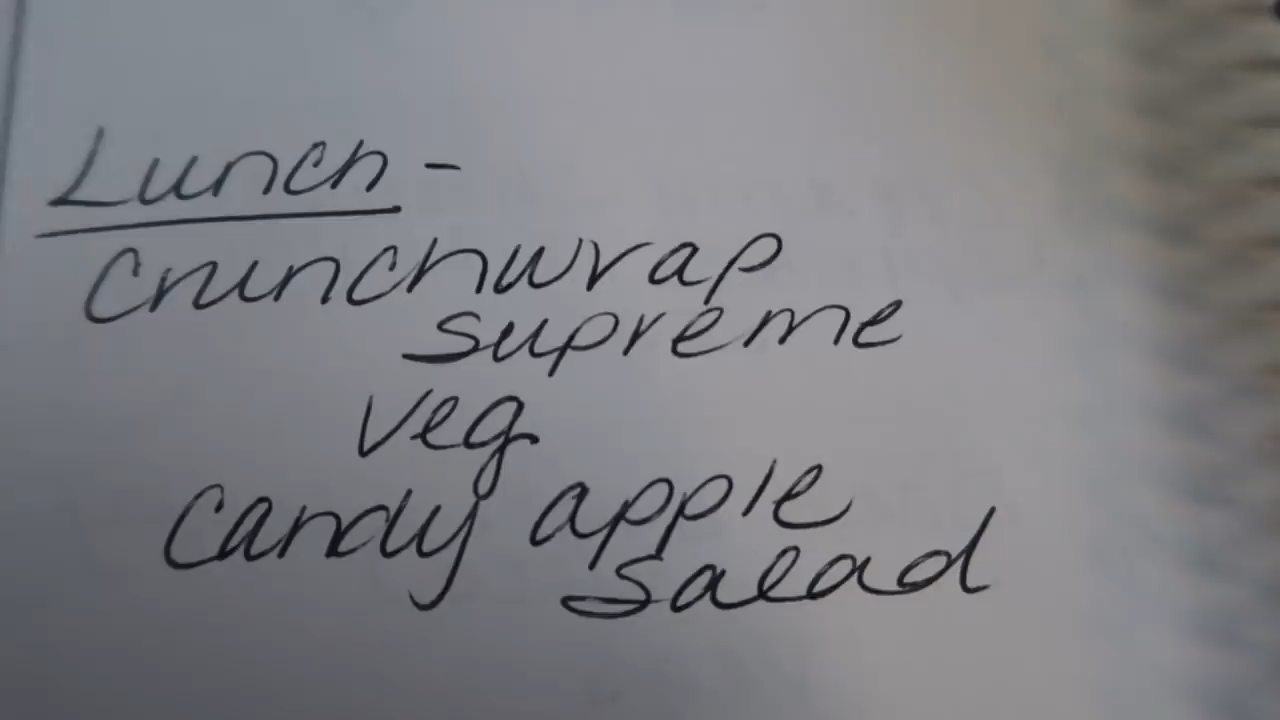 Lunch -
Crunchwrap
supreme
veg
Candy apple
salad